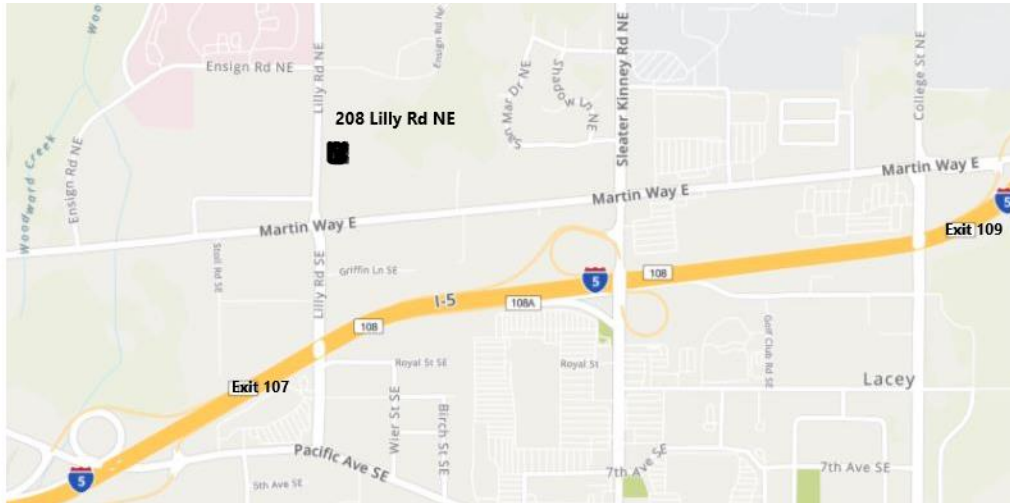 Woo
Ensign Rd NE
Ensign Rd NE
Lilly Rd NE
208 Lilly Rd NE
San Mar Dr NE
Shadow Ln NE
Sleater Kinney Rd NE
College St NE
Woodward Creek
Ensign Rd NE
Martin Way E
Martin Way E
Martin Way E
5
Exit 109
Stoll Rd SE
Lilly Rd SE
Griffin Ln SE
I-5
108A
5
108
108
Royal St SE
Royal St
Golf Club Rd SE
Lacey
Exit 107
Wier St SE
Birch St SE
Pacific Ave SE
5
5th Ave SE
7th Ave SE
7th Ave SE